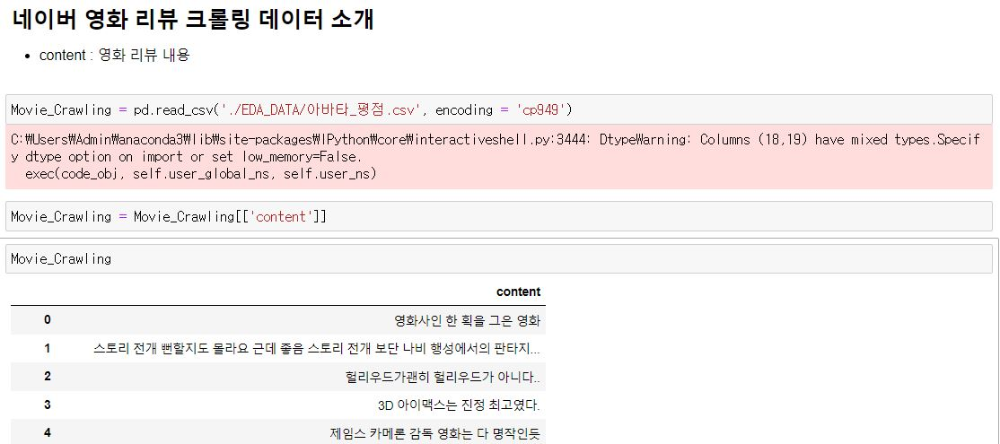 네이버 영화 리뷰 크롤링 데이터 소개
• content : 영화 리뷰 내용
Movie_Crawling = pd.read_csv('./EDA_DATA/아바타_평점.csv', encoding = 'cp949')
C:₩Users₩Admin₩anaconda3₩lib₩site-packages₩IPython₩core₩interactiveshell.py:3444: DtypeWarning: Columns (18,19) have mixed types.Specif
y dtype option on import or set low_memory=False.
exec(code_obj, self.user_global_ns, self.user_ns)
Movie_Crawling = Movie_Crawling[['content']]
Movie_Crawling
content
0 영화사인 한 획을 그은 영화
1 스토리 전개 뻔할지도 몰라요 근데 좋음 스토리 전개 보단 나비 행성에서의 판타지...
2 헐리우드가괜히 헐리우드가 아니다..
3 3D 아이맥스는 진정 최고였다.
4 제임스 카메론 감독 영화는 다 명작인듯